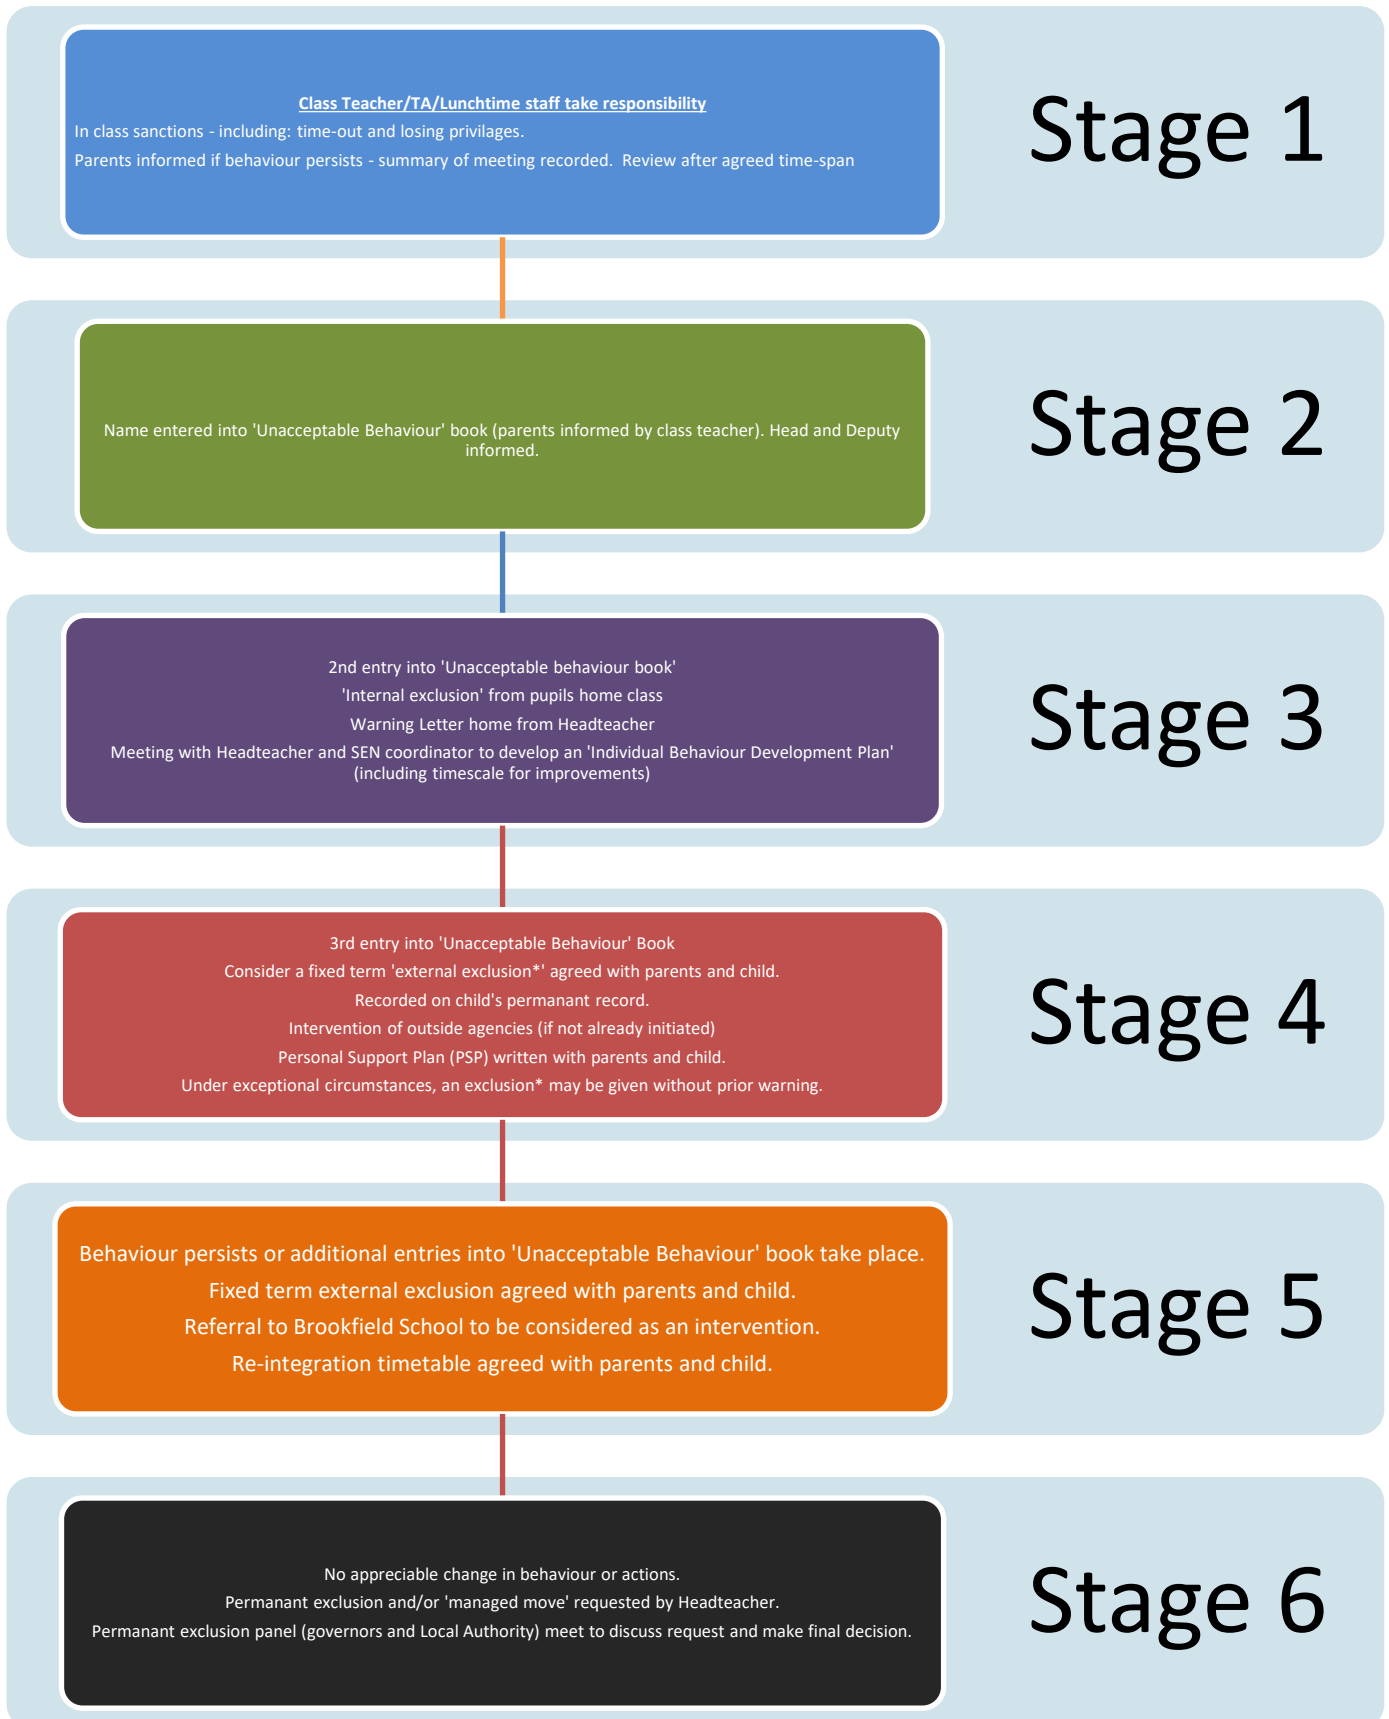 Class Teacher/TA/Lunchtime staff take responsibility
In class sanctions - including: time-out and losing privilages.
Parents informed if behaviour persists - summary of meeting recorded.  Review after agreed time-span
Stage 1
Name entered into 'Unacceptable Behaviour' book (parents informed by class teacher). Head and Deputy
informed.
Stage 2
2nd entry into 'Unacceptable behaviour book'
'Internal exclusion' from pupils home class
Warning Letter home from Headteacher
Meeting with Headteacher and SEN coordinator to develop an 'Individual Behaviour Development Plan'
(including timescale for improvements)
Stage 3
3rd entry into 'Unacceptable Behaviour' Book
Consider a fixed term 'external exclusion*' agreed with parents and child.
Recorded on child's permanant record.
Intervention of outside agencies (if not already initiated)
Personal Support Plan (PSP) written with parents and child.
Under exceptional circumstances, an exclusion* may be given without prior warning.
Stage 4
Behaviour persists or additional entries into 'Unacceptable Behaviour' book take place.
Fixed term external exclusion agreed with parents and child.
Referral to Brookfield School to be considered as an intervention.
Re-integration timetable agreed with parents and child.
Stage 5
No appreciable change in behaviour or actions.
Permanant exclusion and/or 'managed move' requested by Headteacher.
Permanant exclusion panel (governors and Local Authority) meet to discuss request and make final decision.
Stage 6